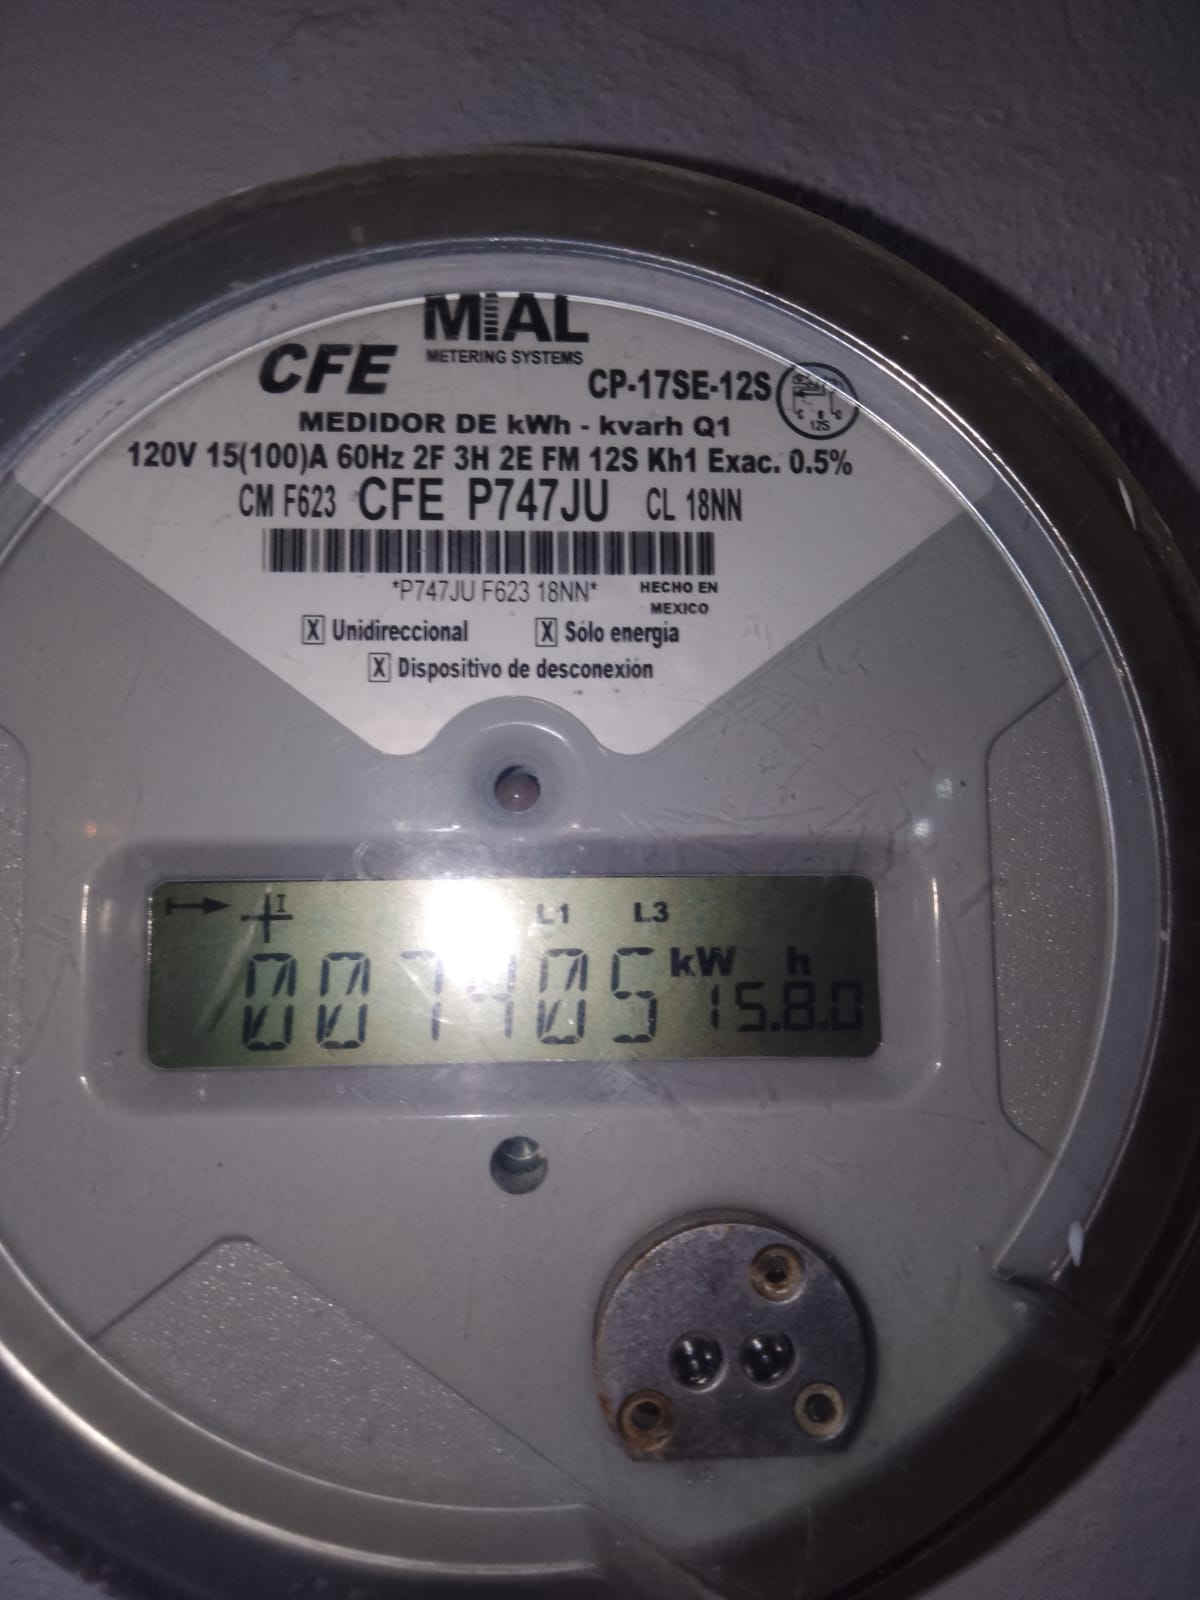 MIAL
METERING SYSTEMS
CFE
CP-17SE-12S
12S
MEDIDOR DE kWh - kvarh Q1
120V 15(100)A 60Hz 2F 3H 2E FM 12S Kh1 Exac. 0.5%
CM F623 CFE P747JU CL 18NN
*P747JU F623 18NN*
HECHO EN
MEXICO
X Unidireccional X Sólo energía
X Dispositivo de desconexión
I L1 L3
kW h
15.8.0